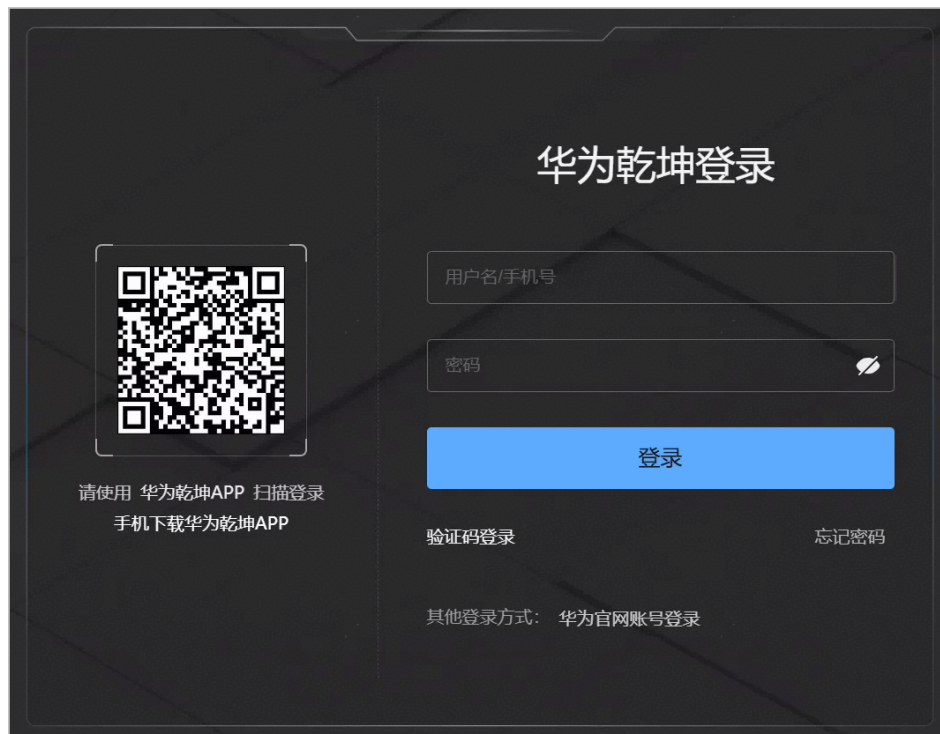 华为乾坤登录
用户名/手机号
密码
登录
请使用 华为乾坤APP 扫描登录
手机下载华为乾坤APP
验证码登录
忘记密码
其他登录方式： 华为官网账号登录